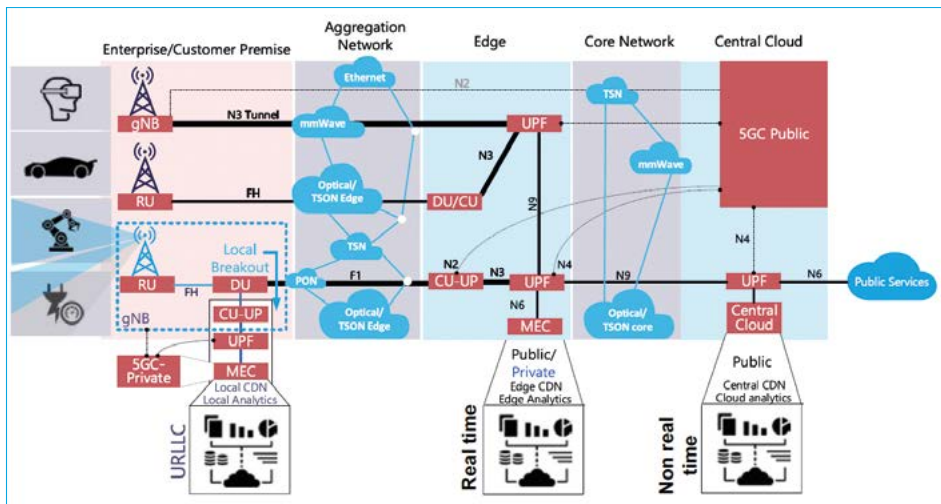 Enterprise/Customer Premise
Aggregation
Network
Edge
Core Network
Central Cloud
Ethernet
N2
TSN
gNB
N3 Tunnel
mmWave
UPF
5GC Public
N3
mmWave
RU
FH
Optical/
TSON Edge
DU/CU
N9
TSN
N4
Local
Breakout
RU
FH
DU
PON
F1
N2
CU-UP
N3
UPF
N4
N9
UPF
N6
Public Services
gNB
CU-UP
Optical/
TSON Edge
N6
MEC
Optical/
TSON core
Central
Cloud
UPF
5GC-
Private
MEC
Local CDN
Local Analytics
Public/
Private
Edge CDN
Edge Analytics
Public
Central CDN
Cloud analytics
URLLC
Real time
Non real
time